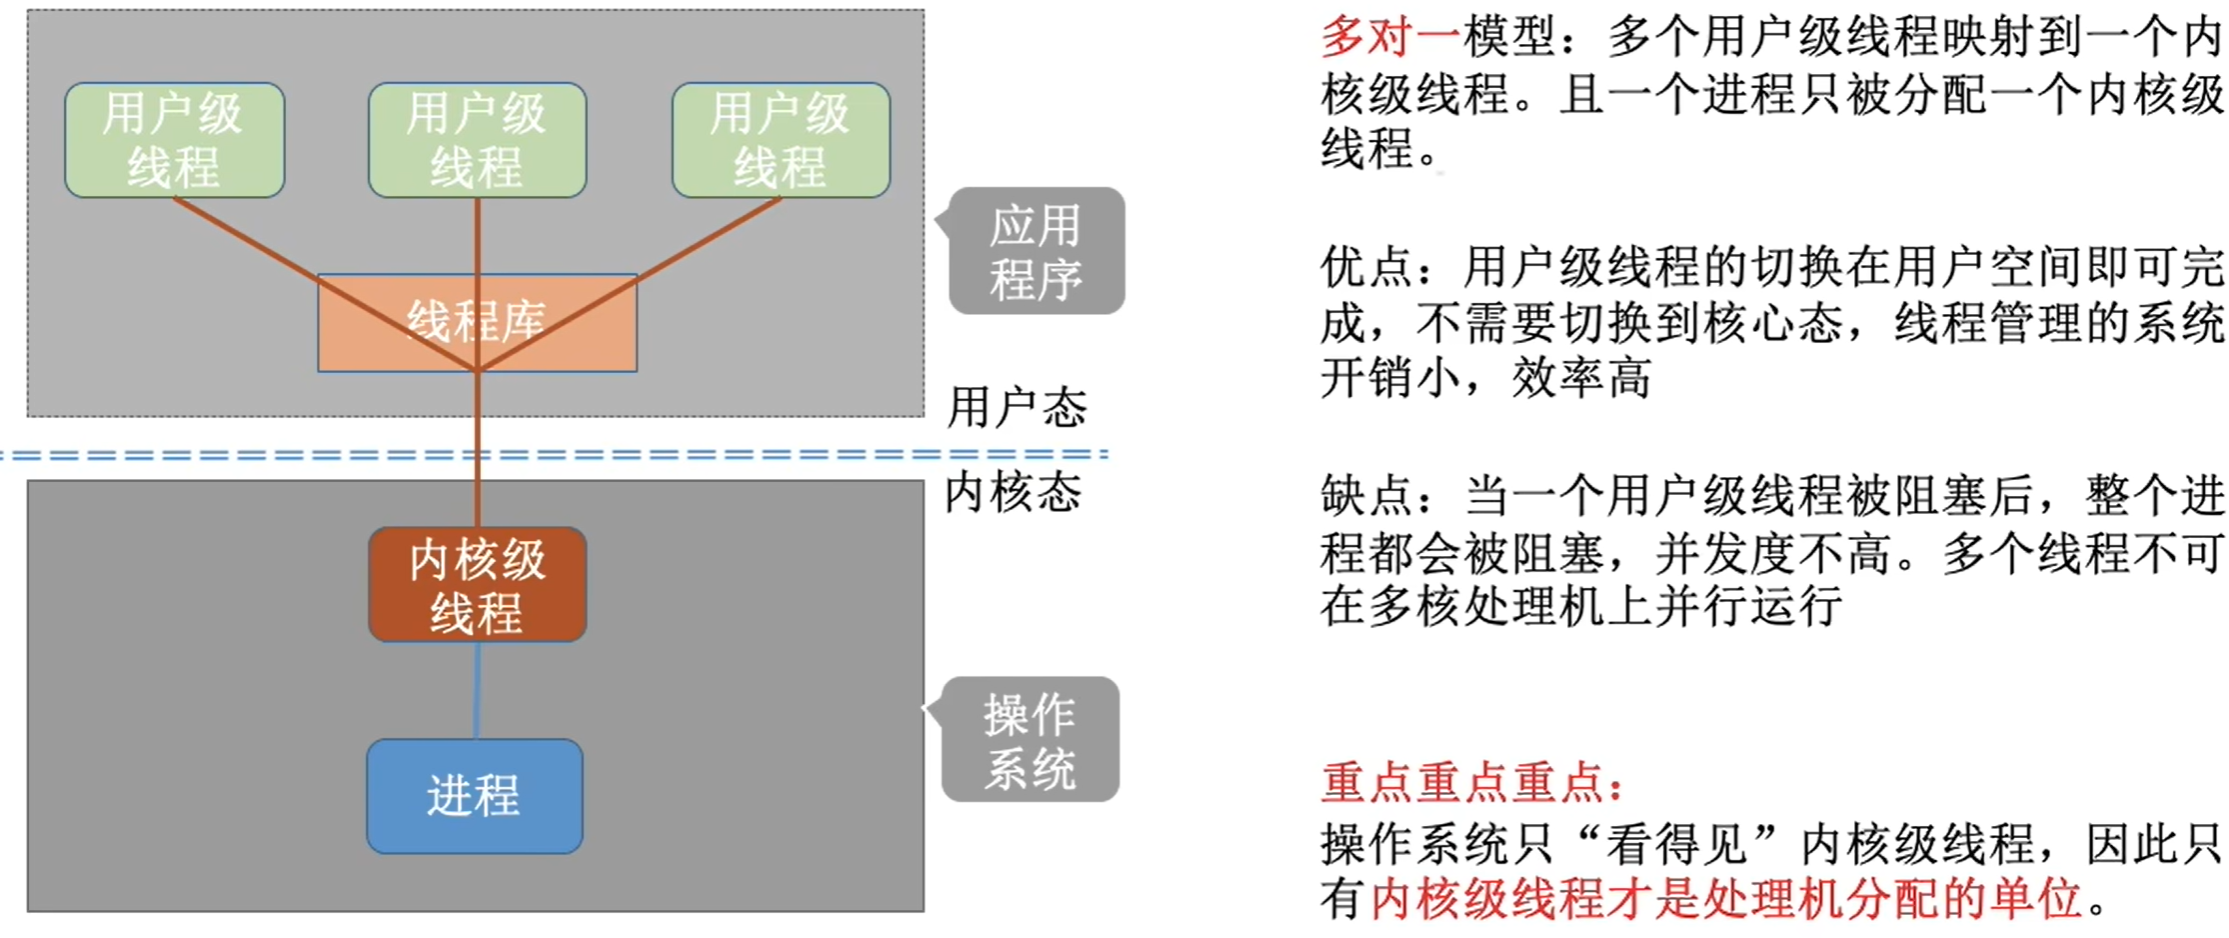 用户级
线程
用户级
线程
用户级
线程
线程库
应用
程序
用户态
内核态
内核级
线程
进程
操作
系统
多对一模型：多个用户级线程映射到一个内
核级线程。且一个进程只被分配一个内核级
线程。
优点：用户级线程的切换在用户空间即可完
成，不需要切换到核心态，线程管理的系统
开销小，效率高
缺点：当一个用户级线程被阻塞后，整个进
程都会被阻塞，并发度不高。多个线程不可
在多核处理机上并行运行
重点重点重点：
操作系统只“看得见”内核级线程，因此只
有内核级线程才是处理机分配的单位。